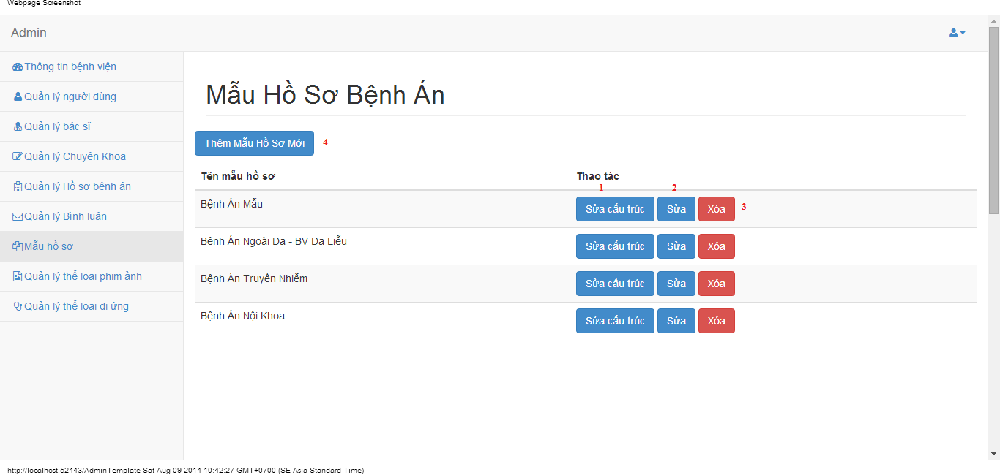 Webpage Screenshot
Admin
Thông tin bệnh viện
Quản lý người dùng
Quản lý bác sĩ
Quản lý Chuyên Khoa
Quản lý Hồ sơ bệnh án
Quản lý Bình luận
Mẫu hồ sơ
Quản lý thể loại phim ảnh
Quản lý thể loại dị ứng
Mẫu Hồ Sơ Bệnh Án
Thêm Mẫu Hồ Sơ Mới 4
Tên mẫu hồ sơ Thao tác
1 2
Bệnh Án Mẫu Sửa cấu trúc Sửa Xóa 3
Bệnh Án Ngoài Da - BV Da Liễu Sửa cấu trúc Sửa Xóa
Bệnh Án Truyền Nhiễm Sửa cấu trúc Sửa Xóa
Bệnh Án Nội Khoa Sửa cấu trúc Sửa Xóa
http://localhost:52443/AdminTemplate Sat Aug 09 2014 10:42:27 GMT+0700 (SE Asia Standard Time)